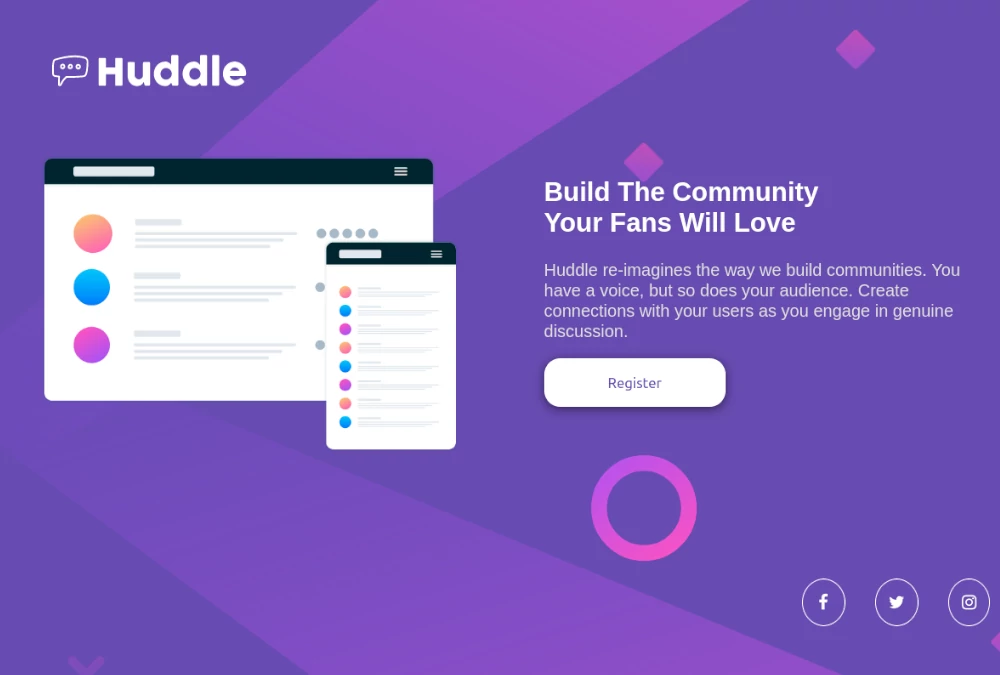 Huddle
Build The Community
Your Fans Will Love
Huddle re-imagines the way we build communities. You
have a voice, but so does your audience. Create
connections with your users as you engage in genuine
discussion.
Register